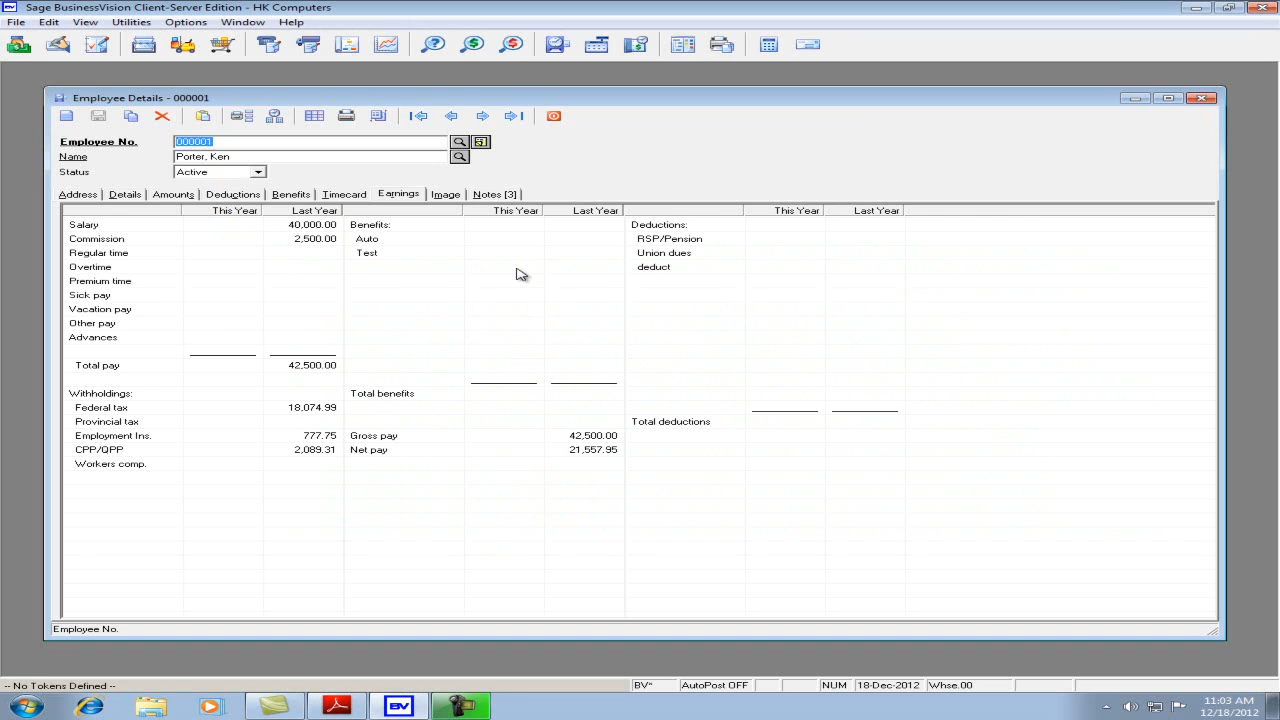 Sage BusinessVision Client-Server Edition - HK Computers
File Edit View Utilities Options Window Help
Employee Details - 000001
Employee No. 000001
Name Porter, Ken
Status Active
Address Details Amounts Deductions Benefits Timecard Earnings Image Notes [3]
This Year Last Year This Year Last Year This Year Last Year
Salary 40,000.00 Benefits: Deductions:
Commission 2,500.00 Auto RSP/Pension
Regular time Test Union dues
Overtime deduct
Premium time
Sick pay
Vacation pay
Other pay
Advances
Total pay 42,500.00
Withholdings: Total benefits
Federal tax 18,074.99
Provincial tax Total deductions
Employment Ins. 777.75 Gross pay 42,500.00
CPP/QPP 2,089.31 Net pay 21,557.95
Workers comp.
Employee No.
-- No Tokens Defined -- BV* AutoPost OFF NUM 18-Dec-2012 Whse.00
BV
11:03 AM
12/18/2012